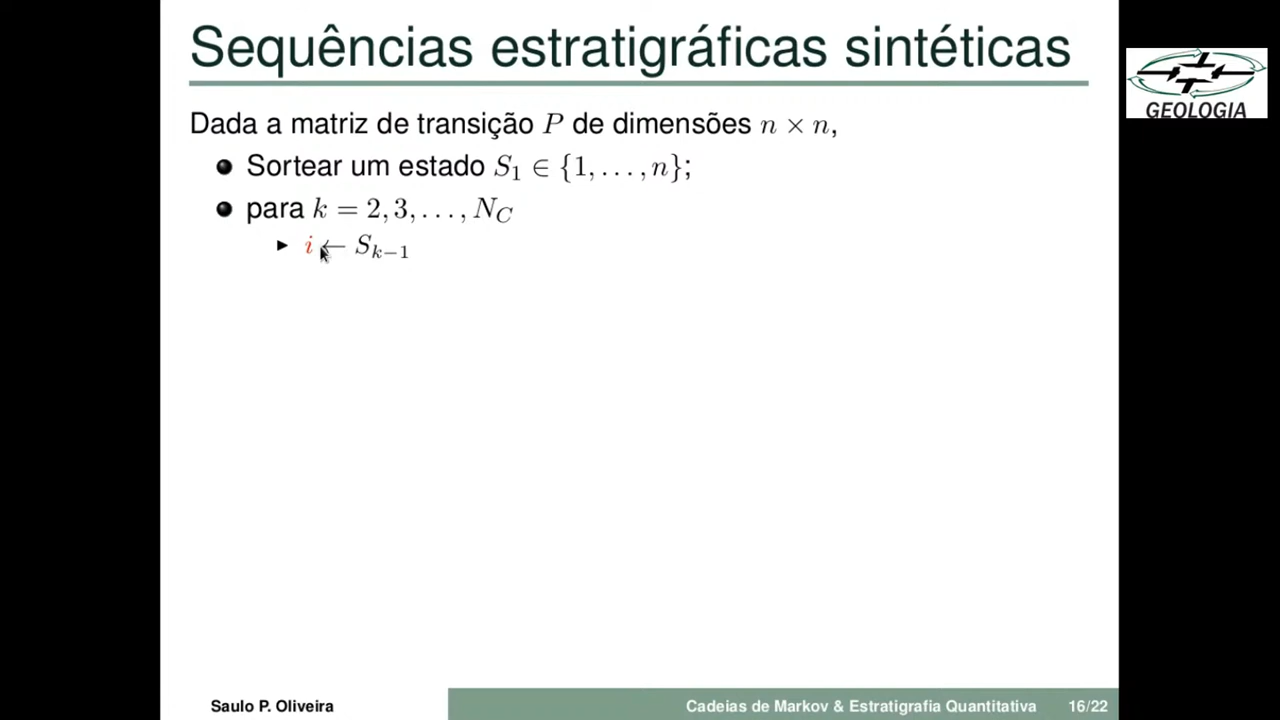 Sequências estratigráficas sintéticas
GEOLOGIA
Dada a matriz de transição P de dimensões n × n,
Sortear um estado S₁ ∈ {1, . . . , n};
para k = 2, 3, . . . , N_C
i ← S_{k−1}
Saulo P. Oliveira
Cadeias de Markov & Estratigrafia Quantitativa
16/22